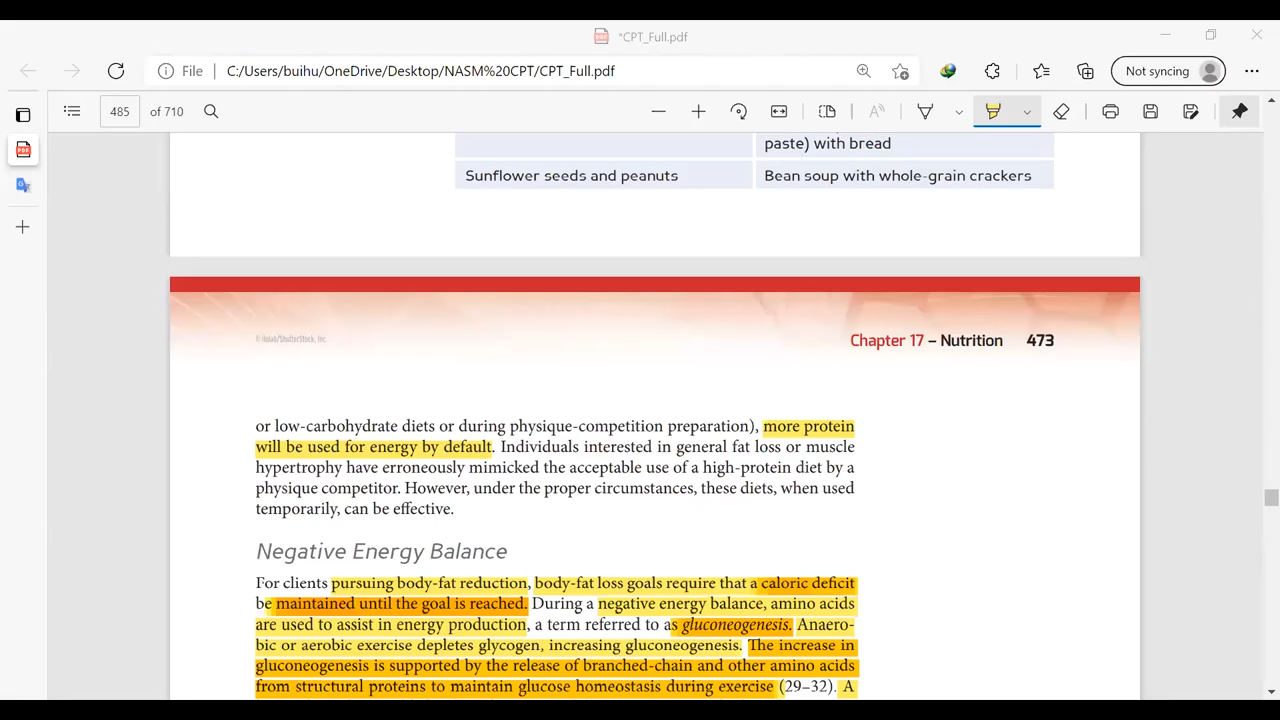 *CPT_Full.pdf
File C:/Users/buihu/OneDrive/Desktop/NASM%20CPT/CPT_Full.pdf Not syncing
485 of 710
paste) with bread
Sunflower seeds and peanuts Bean soup with whole-grain crackers
Chapter 17 – Nutrition 473
or low-carbohydrate diets or during physique-competition preparation), more protein
will be used for energy by default. Individuals interested in general fat loss or muscle
hypertrophy have erroneously mimicked the acceptable use of a high-protein diet by a
physique competitor. However, under the proper circumstances, these diets, when used
temporarily, can be effective.
Negative Energy Balance
For clients pursuing body-fat reduction, body-fat loss goals require that a caloric deficit
be maintained until the goal is reached. During a negative energy balance, amino acids
are used to assist in energy production, a term referred to as gluconeogenesis. Anaero-
bic or aerobic exercise depletes glycogen, increasing gluconeogenesis. The increase in
gluconeogenesis is supported by the release of branched-chain and other amino acids
from structural proteins to maintain glucose homeostasis during exercise (29–32). A